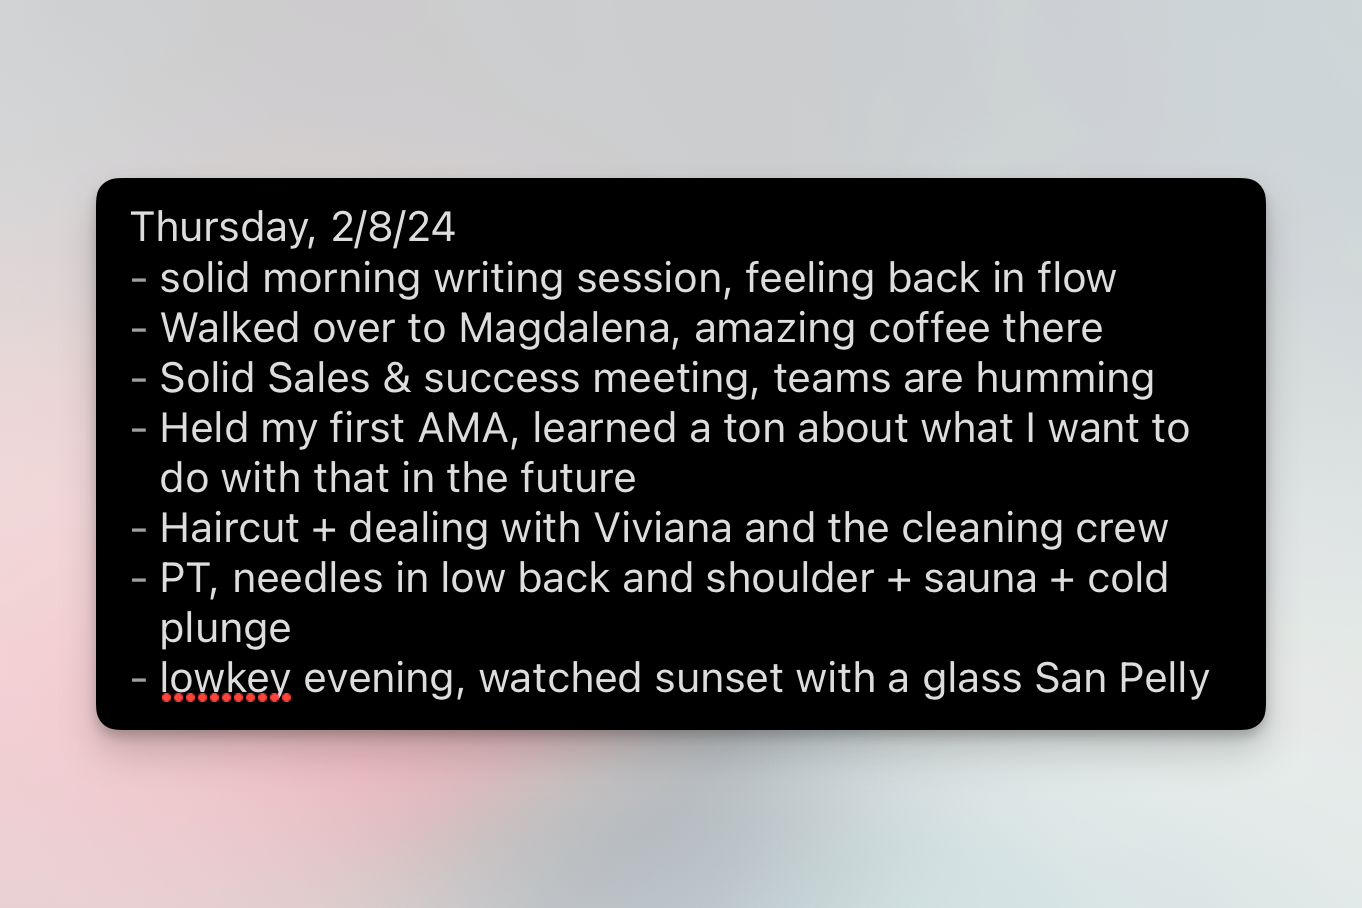 Thursday, 2/8/24
- solid morning writing session, feeling back in flow
- Walked over to Magdalena, amazing coffee there
- Solid Sales & success meeting, teams are humming
- Held my first AMA, learned a ton about what I want to
do with that in the future
- Haircut + dealing with Viviana and the cleaning crew
- PT, needles in low back and shoulder + sauna + cold
plunge
- lowkey evening, watched sunset with a glass San Pelly